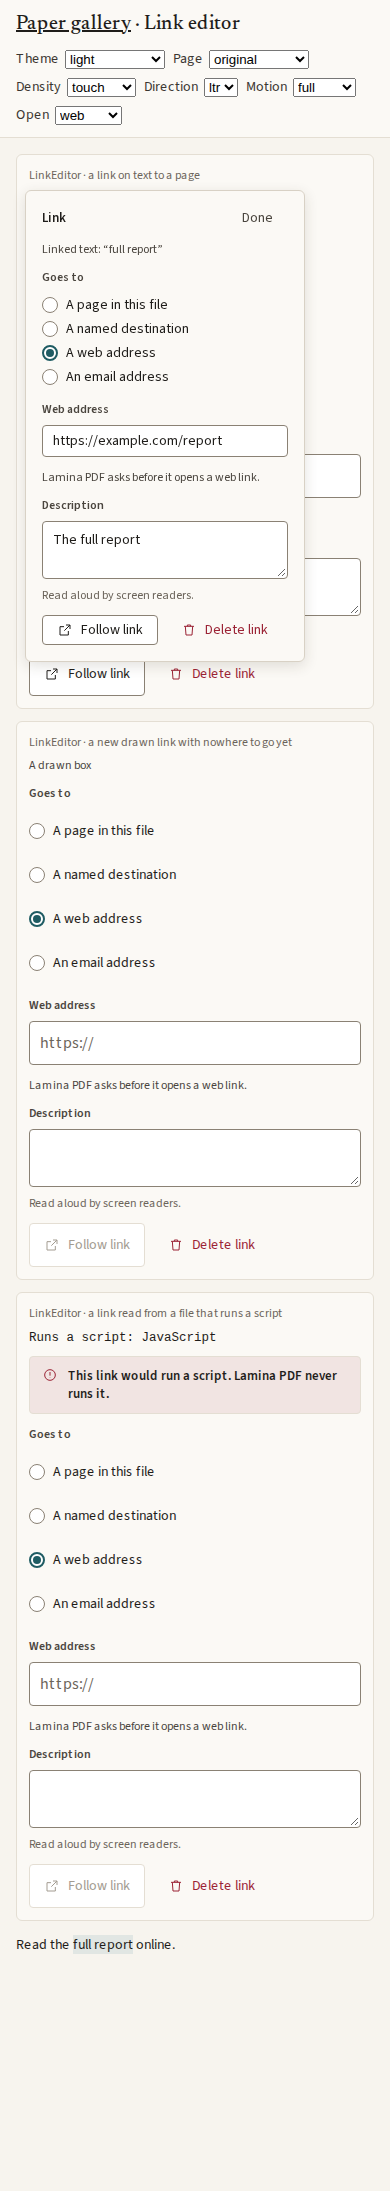 Paper gallery · Link editor
Theme light Page original
Density touch Direction ltr Motion full
Open web
LinkEditor · a link on text to a page
Link Done
Linked text: “full report”
Goes to
A page in this file
A named destination
A web address
An email address
Web address
https://example.com/report
Lamina PDF asks before it opens a web link.
Description
The full report
Read aloud by screen readers.
Follow link Delete link
Follow link Delete link
LinkEditor · a new drawn link with nowhere to go yet
A drawn box
Goes to
A page in this file
A named destination
A web address
An email address
Web address
https://
Lamina PDF asks before it opens a web link.
Description
Read aloud by screen readers.
Follow link Delete link
LinkEditor · a link read from a file that runs a script
Runs a script: JavaScript
This link would run a script. Lamina PDF never
runs it.
Goes to
A page in this file
A named destination
A web address
An email address
Web address
https://
Lamina PDF asks before it opens a web link.
Description
Read aloud by screen readers.
Follow link Delete link
Read the full report online.